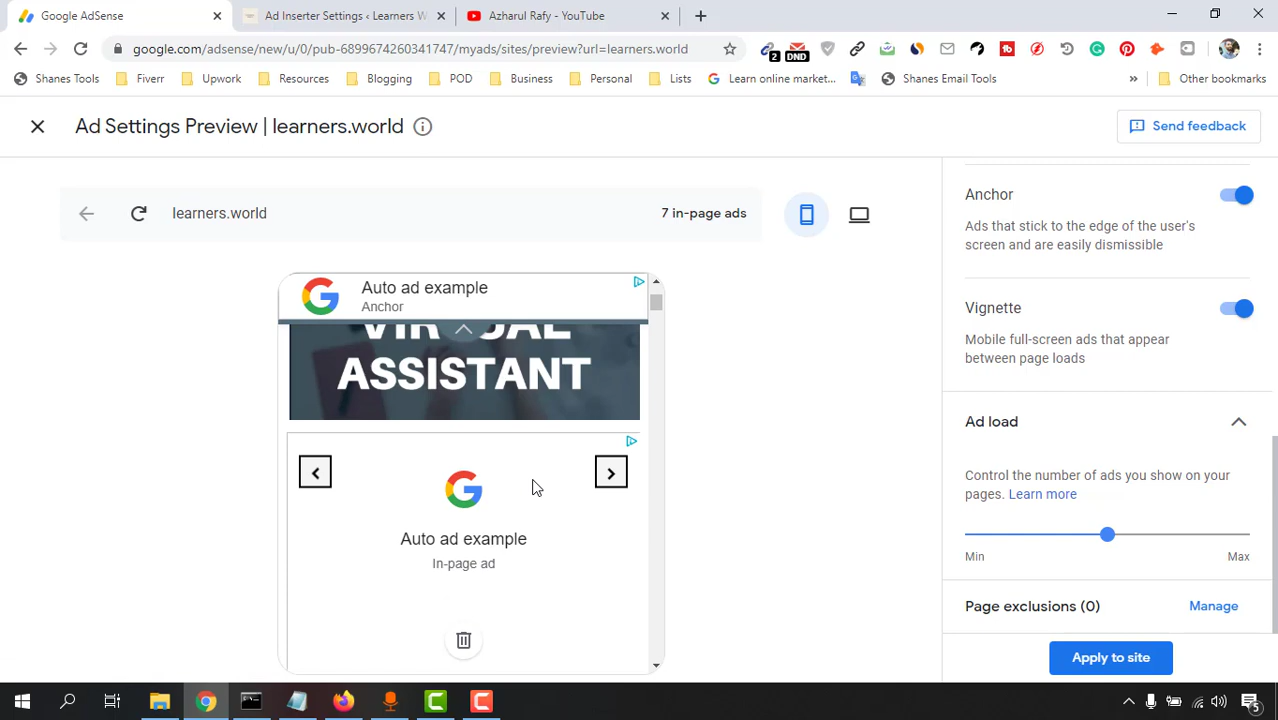 Google AdSense
Ad Inserter Settings ‹ Learners W
Azharul Rafy - YouTube
google.com/adsense/new/u/0/pub-6899674260341747/myads/sites/preview?url=learners.world
2
DND
Shanes Tools
Fiverr
Upwork
Resources
Blogging
POD
Business
Personal
Lists
Learn online market...
Shanes Email Tools
»
Other bookmarks
Ad Settings Preview | learners.world
Send feedback
learners.world
7 in-page ads
Auto ad example
Anchor
VIRTUAL
ASSISTANT
Auto ad example
In-page ad
Anchor
Ads that stick to the edge of the user's
screen and are easily dismissible
Vignette
Mobile full-screen ads that appear
between page loads
Ad load
Control the number of ads you show on your
pages. Learn more
Min
Max
Page exclusions (0)
Manage
Apply to site
5